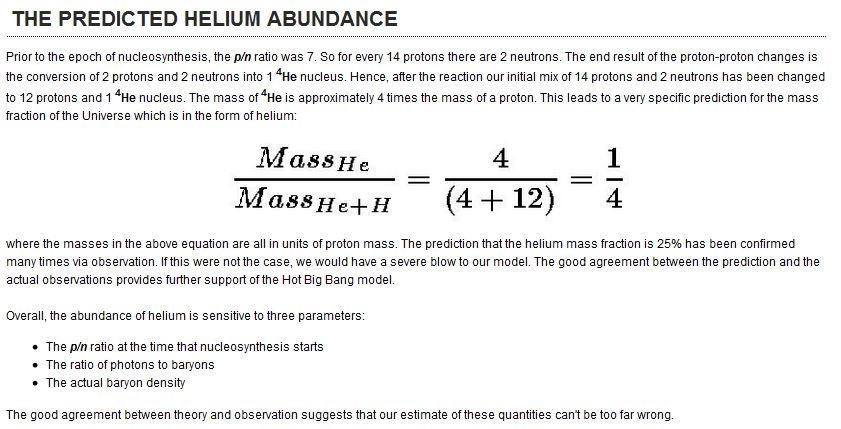 THE PREDICTED HELIUM ABUNDANCE
Prior to the epoch of nucleosynthesis, the p/n ratio was 7. So for every 14 protons there are 2 neutrons. The end result of the proton-proton changes is
the conversion of 2 protons and 2 neutrons into 1 ⁴He nucleus. Hence, after the reaction our initial mix of 14 protons and 2 neutrons has been changed
to 12 protons and 1 ⁴He nucleus. The mass of ⁴He is approximately 4 times the mass of a proton. This leads to a very specific prediction for the mass
fraction of the Universe which is in the form of helium:
Mass He / Mass He+H = 4 / (4 + 12) = 1 / 4
where the masses in the above equation are all in units of proton mass. The prediction that the helium mass fraction is 25% has been confirmed
many times via observation. If this were not the case, we would have a severe blow to our model. The good agreement between the prediction and the
actual observations provides further support of the Hot Big Bang model.
Overall, the abundance of helium is sensitive to three parameters:
• The p/n ratio at the time that nucleosynthesis starts
• The ratio of photons to baryons
• The actual baryon density
The good agreement between theory and observation suggests that our estimate of these quantities can't be too far wrong.